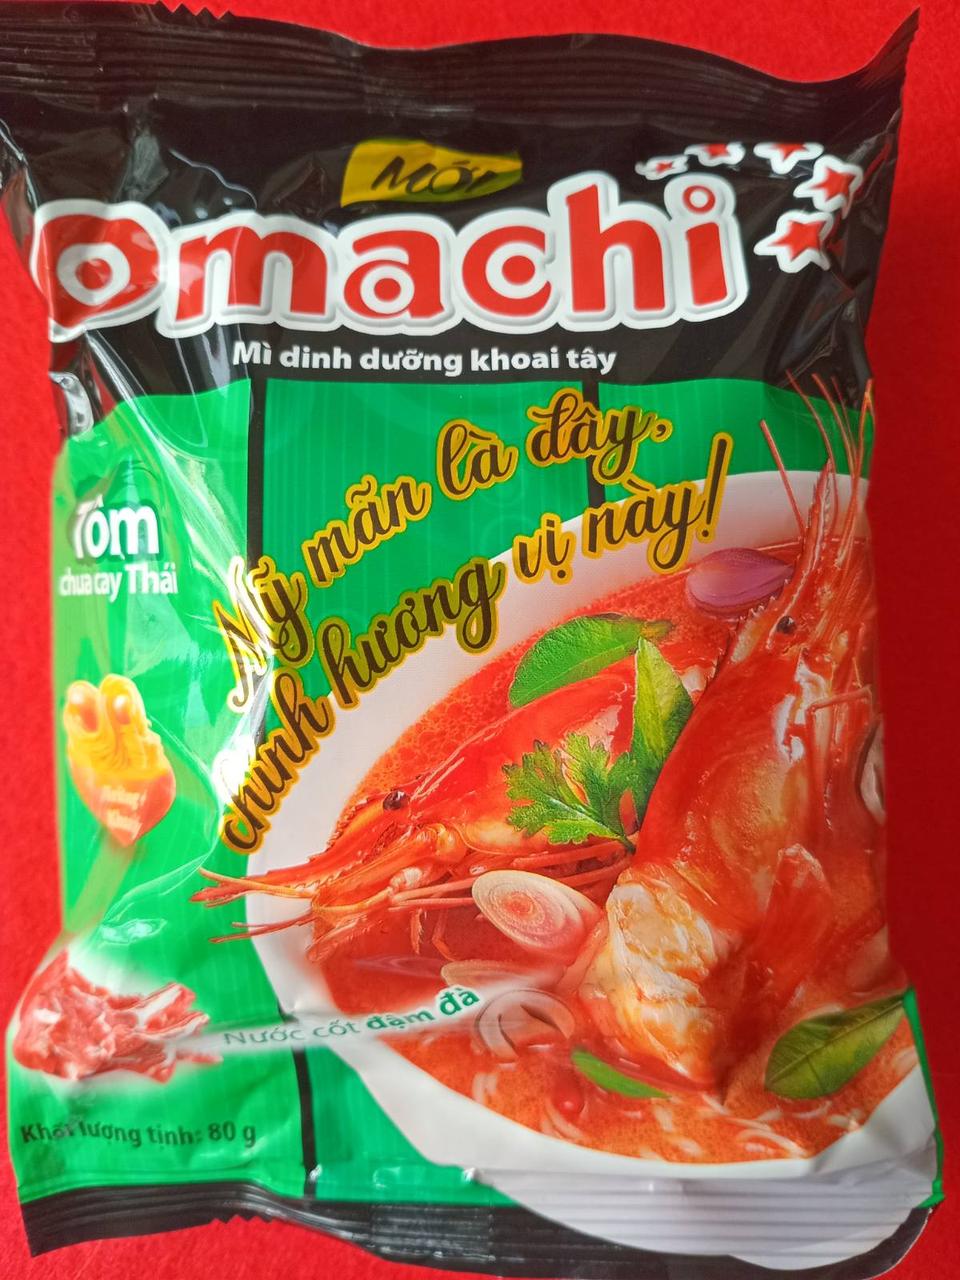 Mới
Omachi
Mì dinh dưỡng khoai tây
Mỹ mãn là đây,
chính hương vị này!
Tôm
chua cay Thái
Nước cốt đậm đà
Khối lượng tịnh: 80 g